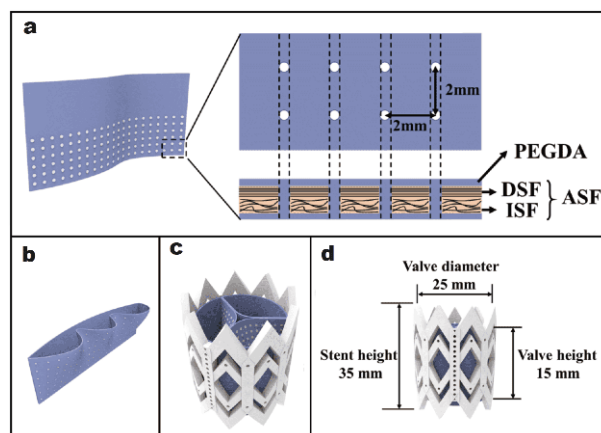 a
2mm
2mm
PEGDA
DSF
ISF
ASF
b
c
d
Valve diameter
25 mm
Stent height
35 mm
Valve height
15 mm